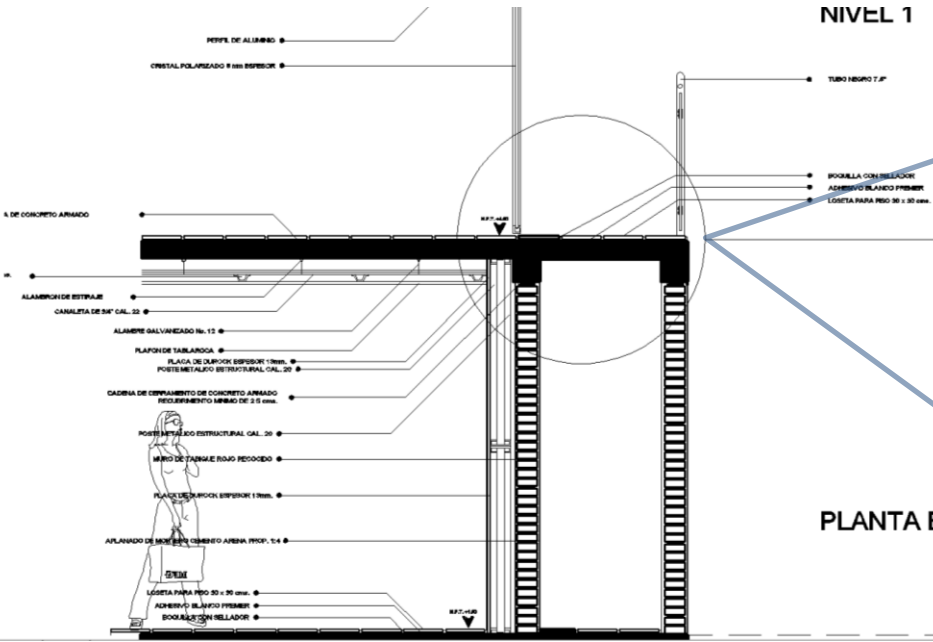 NIVEL 1
PERFIL DE ALUMINIO
CRISTAL POLARIZADO 9 mm ESPESOR
TUBO NEGRO
BOQUILLA CON SELLADOR
ADHESIVO BLANCO PREMIER
LOSETA PARA PISO 30 x 30 cms.
DE CONCRETO ARMADO
N.P.T.
ALAMBRON DE ESTIRAJE
CANALETA DE 3/4" CAL. 22
ALAMBRE GALVANIZADO No. 12
PLAFON DE TABLAROCA
PLACA DE DUROCK ESPESOR 13mm.
POSTE METALICO ESTRUCTURAL CAL. 20
CADENA DE CERRAMIENTO DE CONCRETO ARMADO
RECUBRIMIENTO MINIMO DE 2.5 cms.
POSTE METALICO ESTRUCTURAL CAL. 20
MURO DE TABIQUE ROJO RECOCIDO
PLACA DE DUROCK ESPESOR 13mm.
PLANTA
APLANADO DE MORTERO CEMENTO ARENA PROP. 1:4
LOSETA PARA PISO 30 x 30 cms.
ADHESIVO BLANCO PREMIER
BOQUILLA CON SELLADOR
N.P.T.